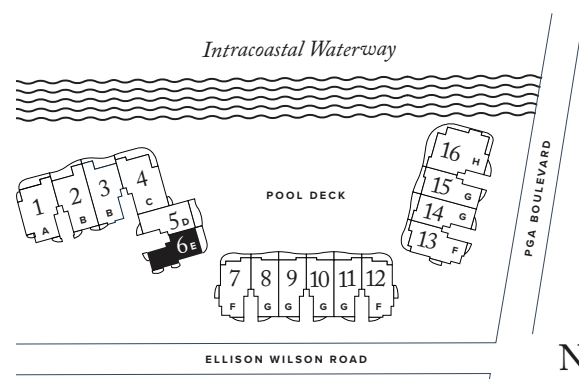 Intracoastal Waterway
PGA BOULEVARD
POOL DECK
1 A
2 B
3 B
4 C
5 D
6 E
7 F
8 G
9 G
10 G
11 G
12 F
13 F
14 G
15 G
16 H
ELLISON WILSON ROAD
N